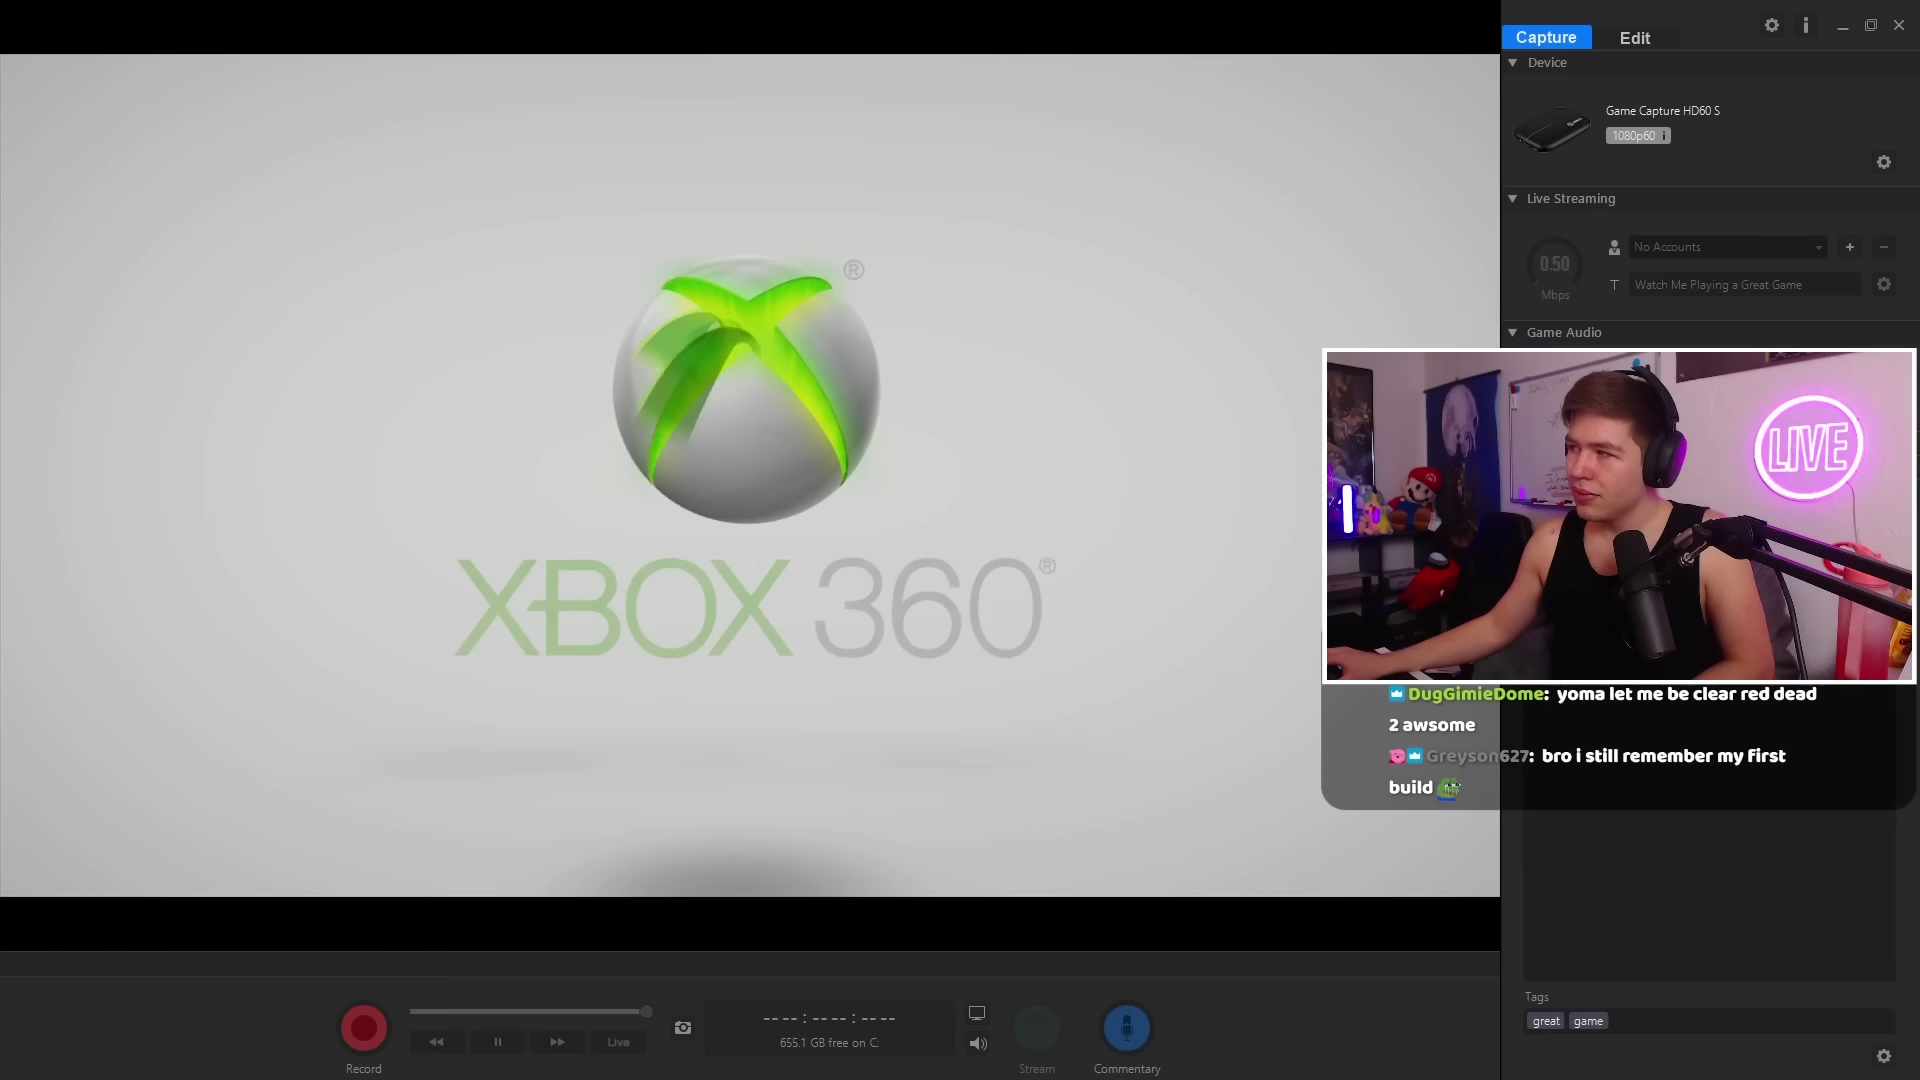 Capture
Edit
Device
Game Capture HD60 S
1080p60 i
Live Streaming
No Accounts
0.50
Mbps
T Watch Me Playing a Great Game
Game Audio
®
XBOX 360®
LIVE
DugGimieDome: yoma let me be clear red dead
2 awsome
Greyson627: bro i still remember my first
build
Tags
great game
-- -- : -- -- : -- --
655.1 GB free on C:
Live
Record
Stream
Commentary